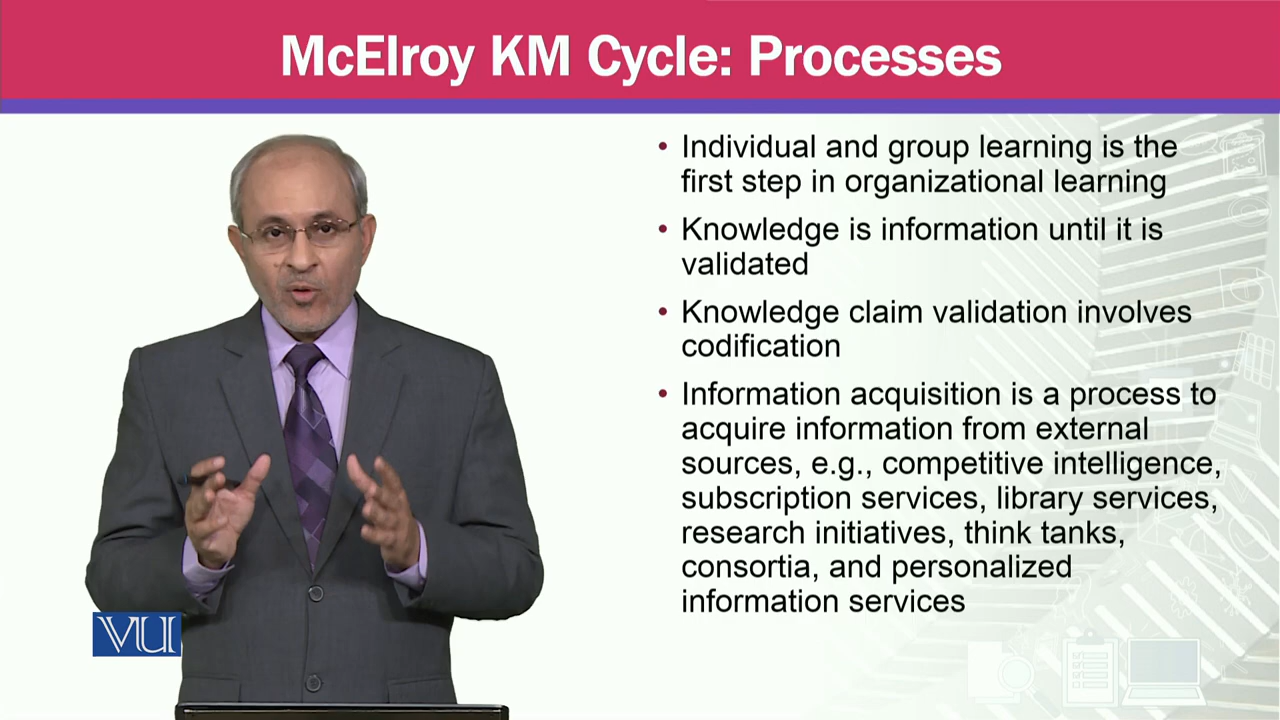 McElroy KM Cycle: Processes
• Individual and group learning is the
first step in organizational learning
• Knowledge is information until it is
validated
• Knowledge claim validation involves
codification
• Information acquisition is a process to
acquire information from external
sources, e.g., competitive intelligence,
subscription services, library services,
research initiatives, think tanks,
consortia, and personalized
information services
VU